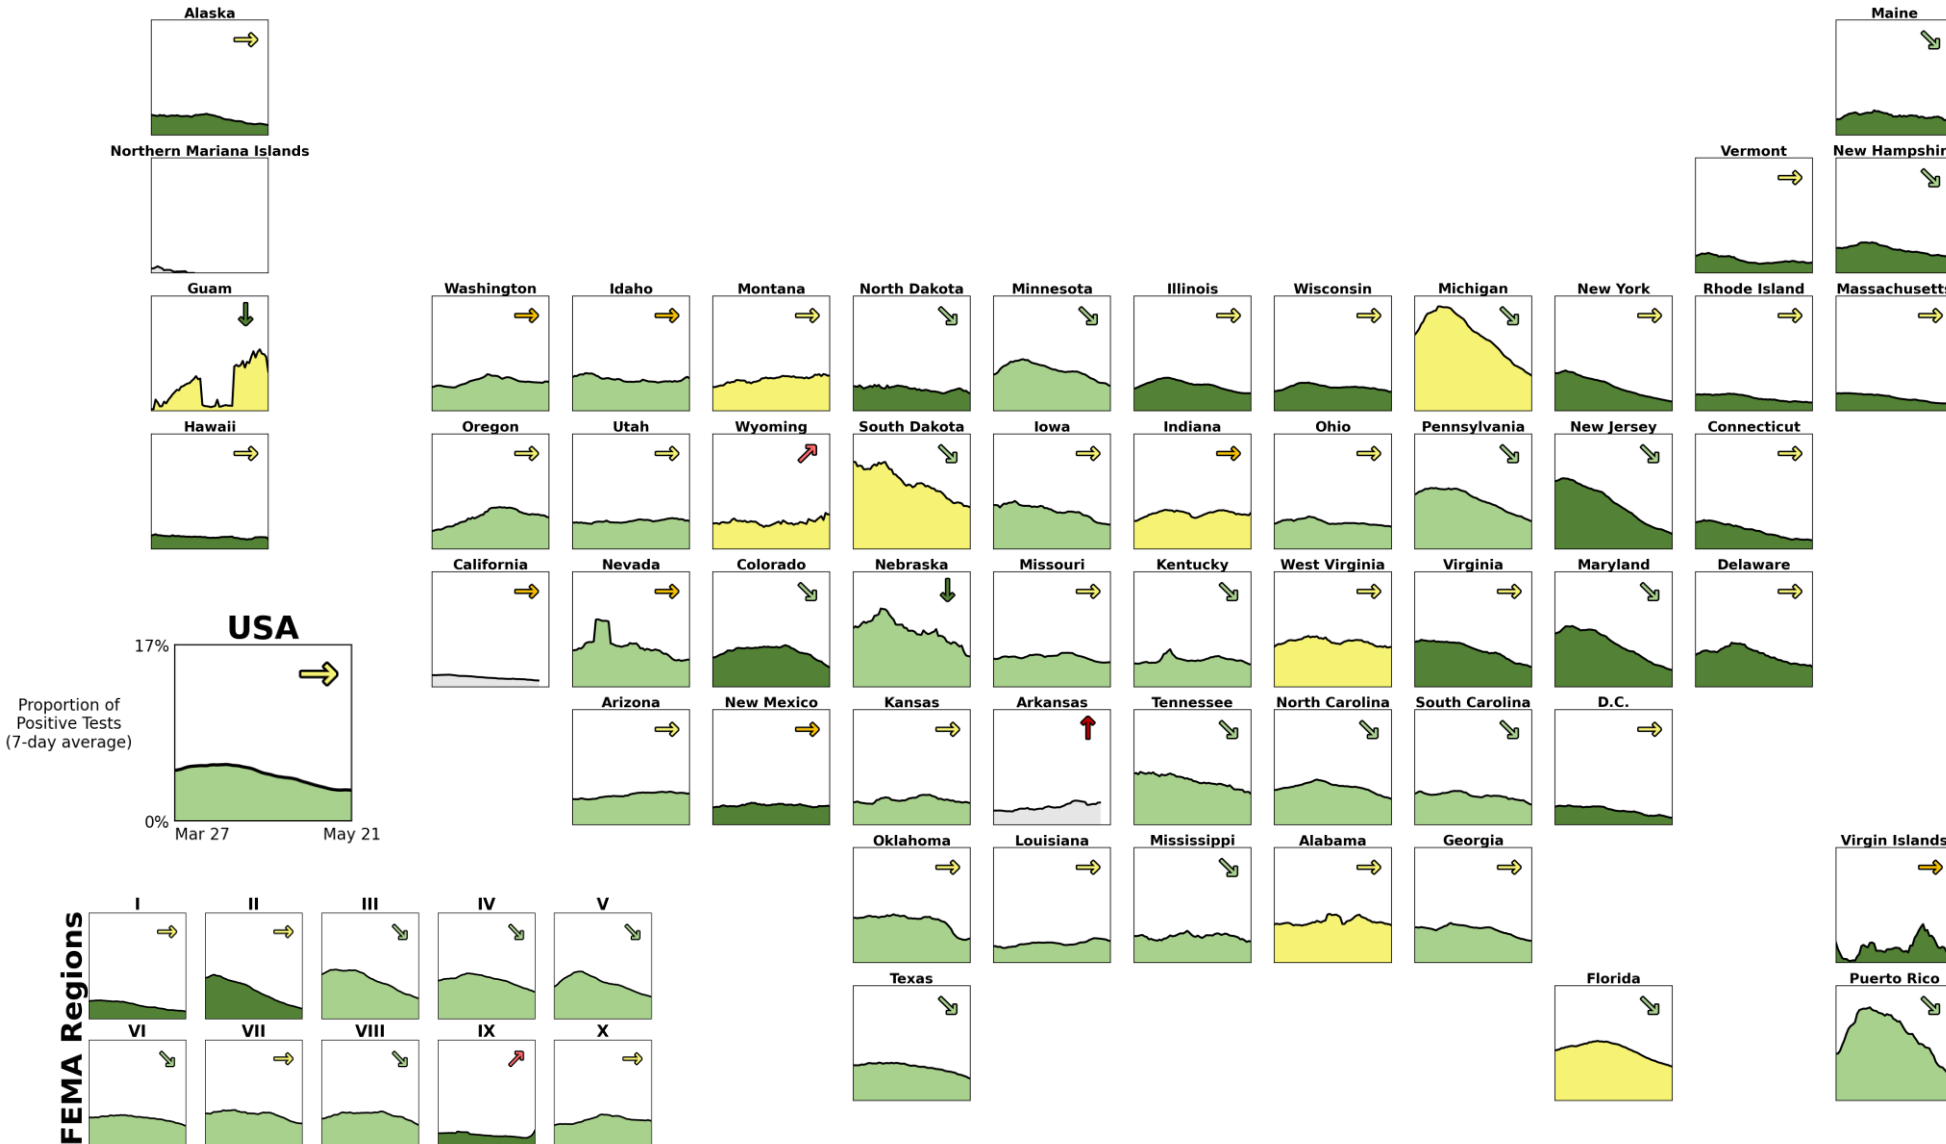 Alaska
Maine
Northern Mariana Islands
Vermont
New Hampshir
Guam
Washington
Idaho
Montana
North Dakota
Minnesota
Illinois
Wisconsin
Michigan
New York
Rhode Island
Massachusetts
Hawaii
Oregon
Utah
Wyoming
South Dakota
Iowa
Indiana
Ohio
Pennsylvania
New Jersey
Connecticut
California
Nevada
Colorado
Nebraska
Missouri
Kentucky
West Virginia
Virginia
Maryland
Delaware
USA
17%
Proportion of
Positive Tests
(7-day average)
0%
Mar 27
May 21
Arizona
New Mexico
Kansas
Arkansas
Tennessee
North Carolina
South Carolina
D.C.
Oklahoma
Louisiana
Mississippi
Alabama
Georgia
Virgin Islands
Texas
Florida
Puerto Rico
FEMA Regions
I
II
III
IV
V
VI
VII
VIII
IX
X